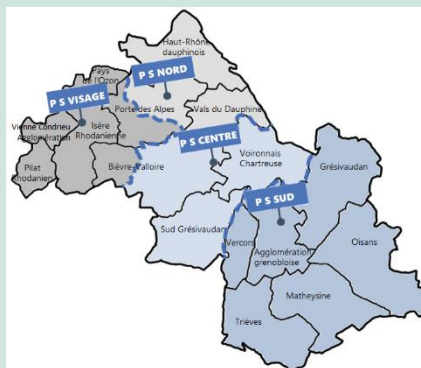 Haut-Rhône
dauphinois
Pays
de l'Ozon
P S NORD
P S VISAGE
Porte des Alpes
Vals du Dauphiné
Vienne Condrieu
Agglomération
Isère
Rhodanienne
P S CENTRE
Bièvre-Valloire
Voironnais
Chartreuse
Grésivaudan
Pilat
Rhodanien
P S SUD
Sud Grésivaudan
Vercors
Agglomération
grenobloise
Oisans
Matheysine
Trièves